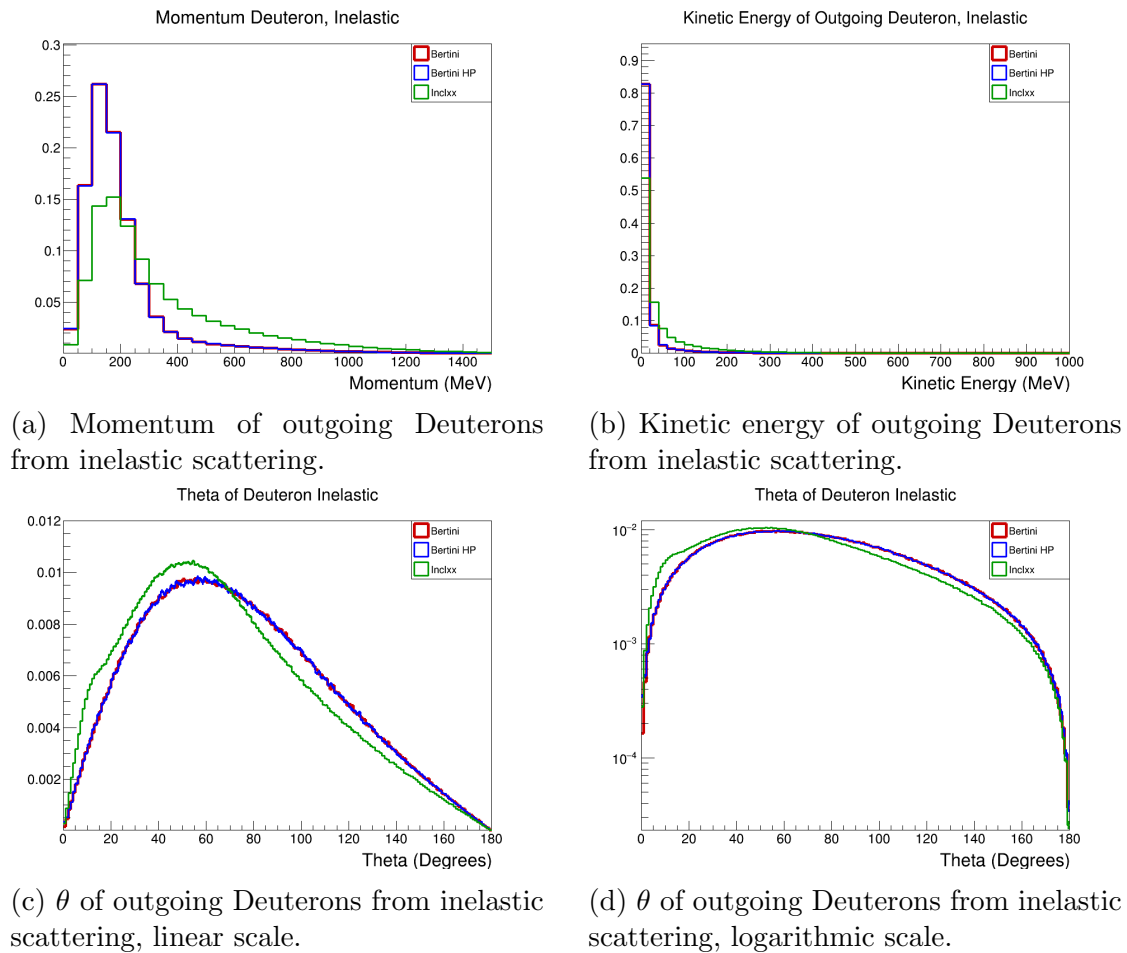 Momentum Deuteron, Inelastic
0.3
0.25
0.2
0.15
0.1
0.05
0 200 400 600 800 1000 1200 1400
Momentum (MeV)
Bertini
Bertini HP
Inclxx
(a) Momentum of outgoing Deuterons
from inelastic scattering.
Kinetic Energy of Outgoing Deuteron, Inelastic
0.9
0.8
0.7
0.6
0.5
0.4
0.3
0.2
0.1
0
0 100 200 300 400 500 600 700 800 900 1000
Kinetic Energy (MeV)
Bertini
Bertini HP
Inclxx
(b) Kinetic energy of outgoing Deuterons
from inelastic scattering.
Theta of Deuteron Inelastic
0.012
0.01
0.008
0.006
0.004
0.002
0 20 40 60 80 100 120 140 160 180
Theta (Degrees)
Bertini
Bertini HP
Inclxx
(c) θ of outgoing Deuterons from inelastic
scattering, linear scale.
Theta of Deuteron Inelastic
10⁻²
10⁻³
10⁻⁴
0 20 40 60 80 100 120 140 160 180
Theta (Degrees)
Bertini
Bertini HP
Inclxx
(d) θ of outgoing Deuterons from inelastic
scattering, logarithmic scale.